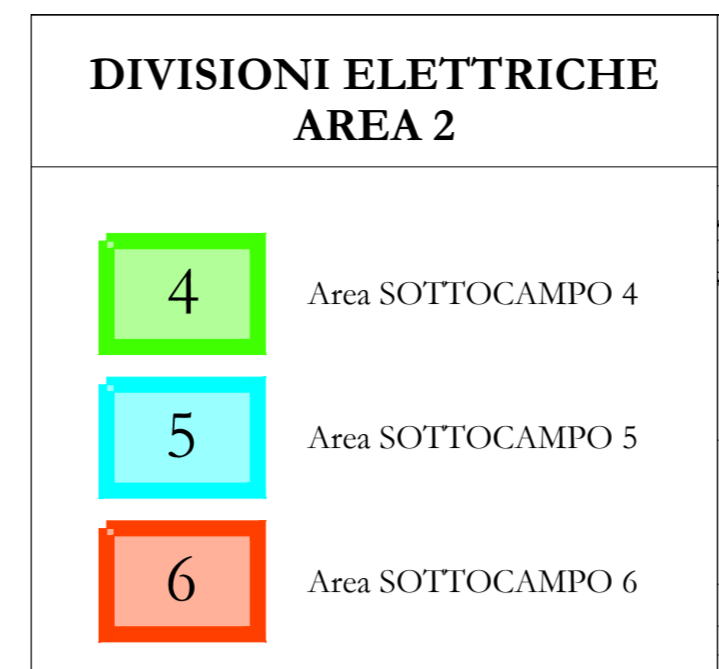 DIVISIONI ELETTRICHE
AREA 2
4 Area SOTTOCAMPO 4
5 Area SOTTOCAMPO 5
6 Area SOTTOCAMPO 6